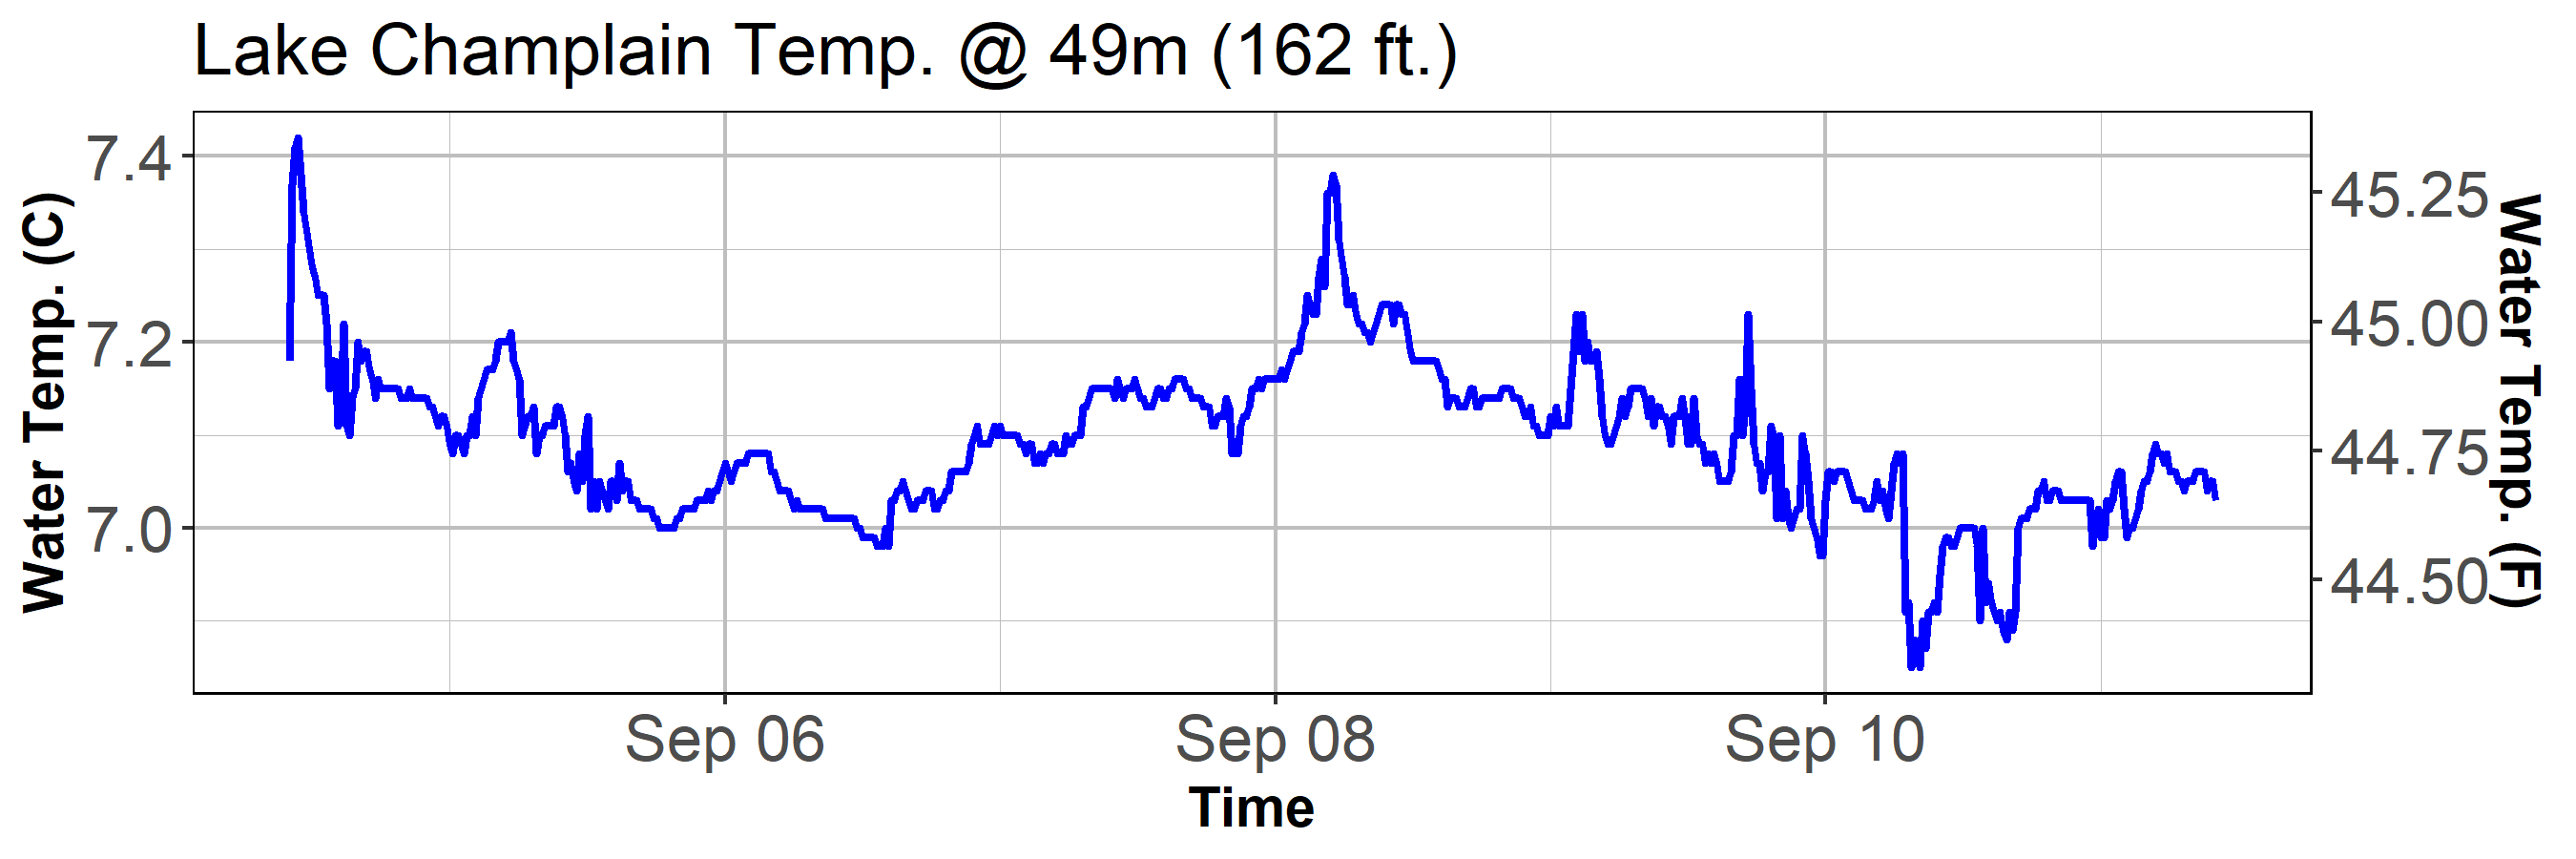 Lake Champlain Temp. @ 49m (162 ft.)
Water Temp. (C)
7.4
7.2
7.0
45.25
45.00
44.75
44.50
Water Temp. (F)
Sep 06
Sep 08
Sep 10
Time